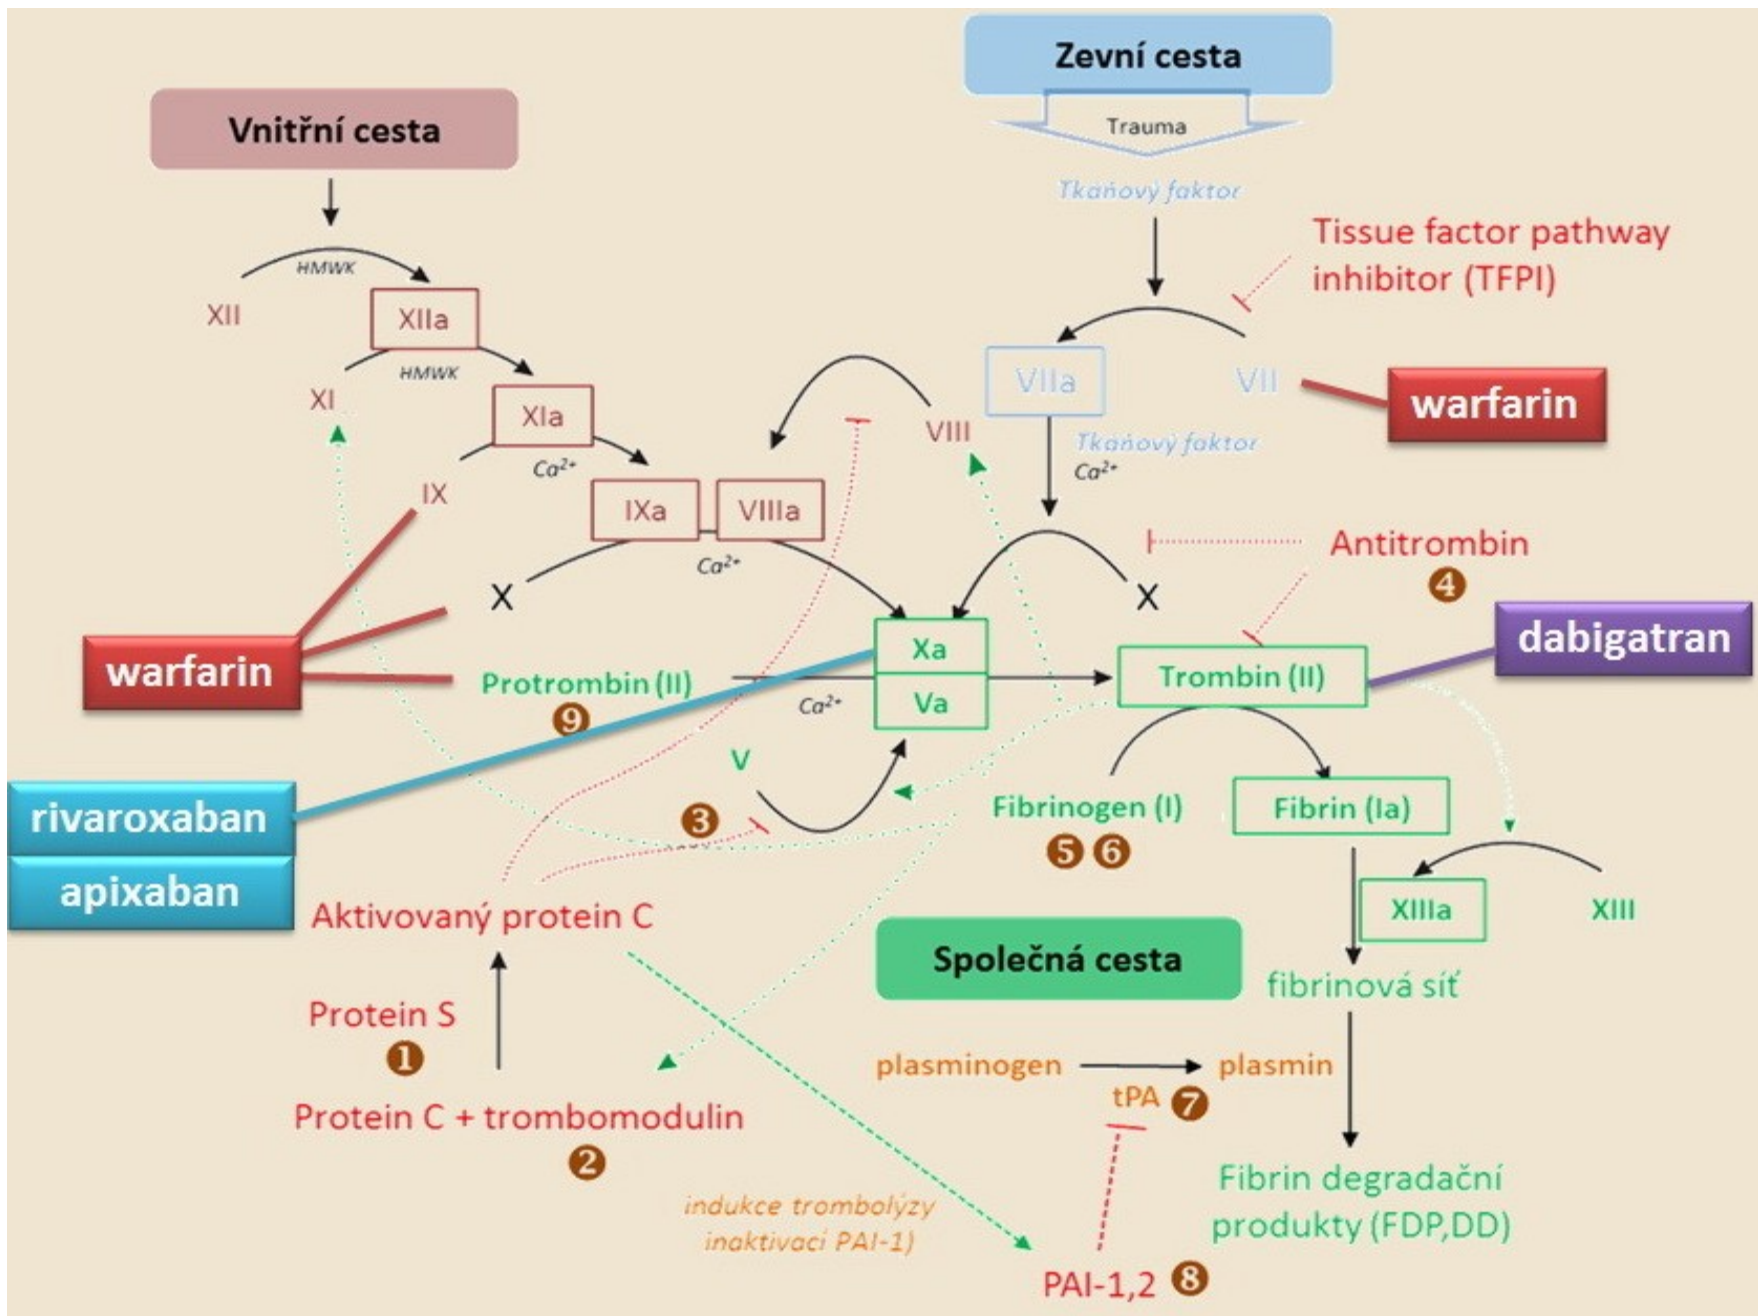 Zevní cesta
Trauma
Tkáňový faktor
Vnitřní cesta
HMWK
XII
XIIa
HMWK
XI
XIa
Ca²⁺
IX
IXa
VIIIa
VIII
Ca²⁺
X
Tissue factor pathway
inhibitor (TFPI)
VIIa
VII
warfarin
Tkáňový faktor
Ca²⁺
X
Antitrombin
4
dabigatran
warfarin
Protrombin (II)
9
Ca²⁺
Xa
Va
Trombin (II)
V
3
rivaroxaban
apixaban
Fibrinogen (I)
5 6
Fibrin (Ia)
XIIIa
XIII
Aktivovaný protein C
Společná cesta
fibrinová síť
Protein S
1
Protein C + trombomodulin
2
plasminogen
plasmin
tPA 7
indukce trombolýzy
inaktivací PAI-1)
PAI-1,2 8
Fibrin degradační
produkty (FDP,DD)